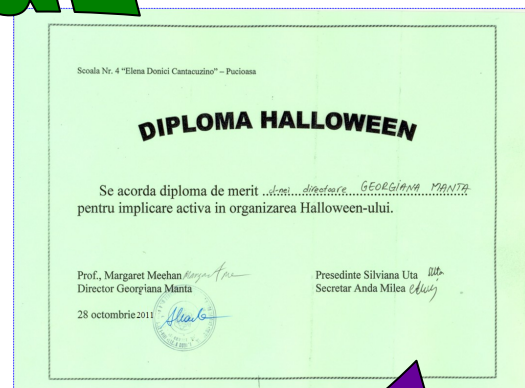 Scoala Nr. 4 “Elena Donici Cantacuzino” – Pucioasa
DIPLOMA HALLOWEEN
Se acorda diploma de merit d-nei directoare GEORGIANA MANTA
pentru implicare activa in organizarea Halloween-ului.
Prof., Margaret Meehan
Director Georgiana Manta
28 octombrie 2011
Presedinte Silviana Uta
Secretar Anda Milea